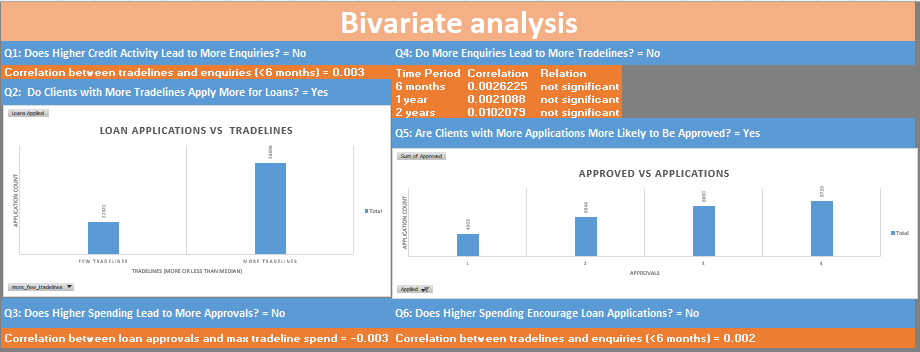 Bivariate analysis
Q1: Does Higher Credit Activity Lead to More Enquiries? = No
Correlation between tradelines and enquiries (<6 months) = 0.003
Q2: Do Clients with More Tradelines Apply More for Loans? = Yes
Loans Applied
LOAN APPLICATIONS VS TRADELINES
APPLICATION COUNT
FEW TRADELINES
MORE TRADELINES
TRADELINES (MORE OR LESS THAN MEDIAN)
Total
more_few_tradelines
Q3: Does Higher Spending Lead to More Approvals? = No
Correlation between loan approvals and max tradeline spend = -0.003
Q4: Do More Enquiries Lead to More Tradelines? = No
Time Period Correlation Relation
6 months 0.0026225 not significant
1 year 0.0021088 not significant
2 years 0.0102079 not significant
Q5: Are Clients with More Applications More Likely to be Approved? = Yes
Sum of Approved
APPROVED VS APPLICATIONS
APPLICATION COUNT
1 2 3 4
APPROVALS
Total
Applied
Q6: Does Higher Spending Encourage Loan Applications? = No
Correlation between tradelines and enquiries (<6 months) = 0.002